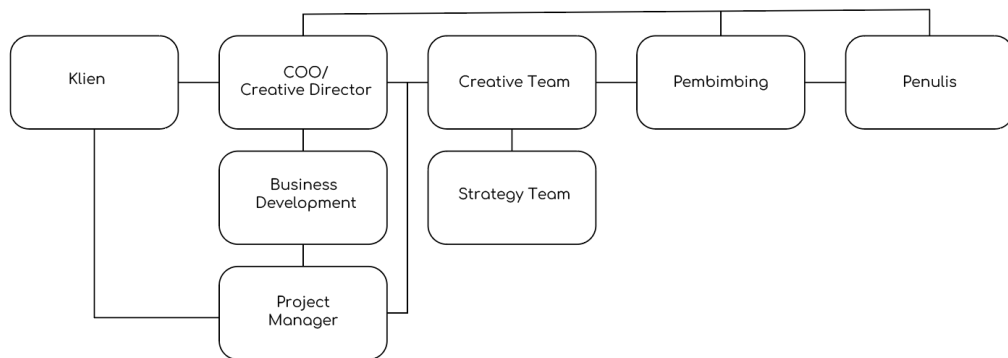 Klien
COO/
Creative Director
Creative Team
Pembimbing
Penulis
Business
Development
Strategy Team
Project
Manager